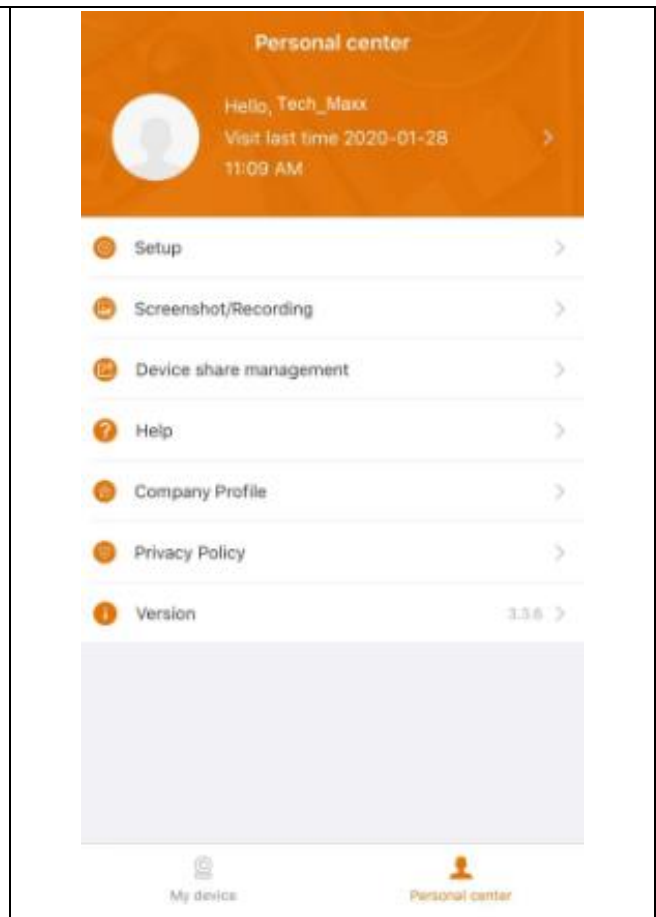 Personal center
Hello, Tech_Maxx
Visit last time 2020-01-28
11:09 AM
Setup
Screenshot/Recording
Device share management
Help
Company Profile
Privacy Policy
Version 3.3.6
My device
Personal center